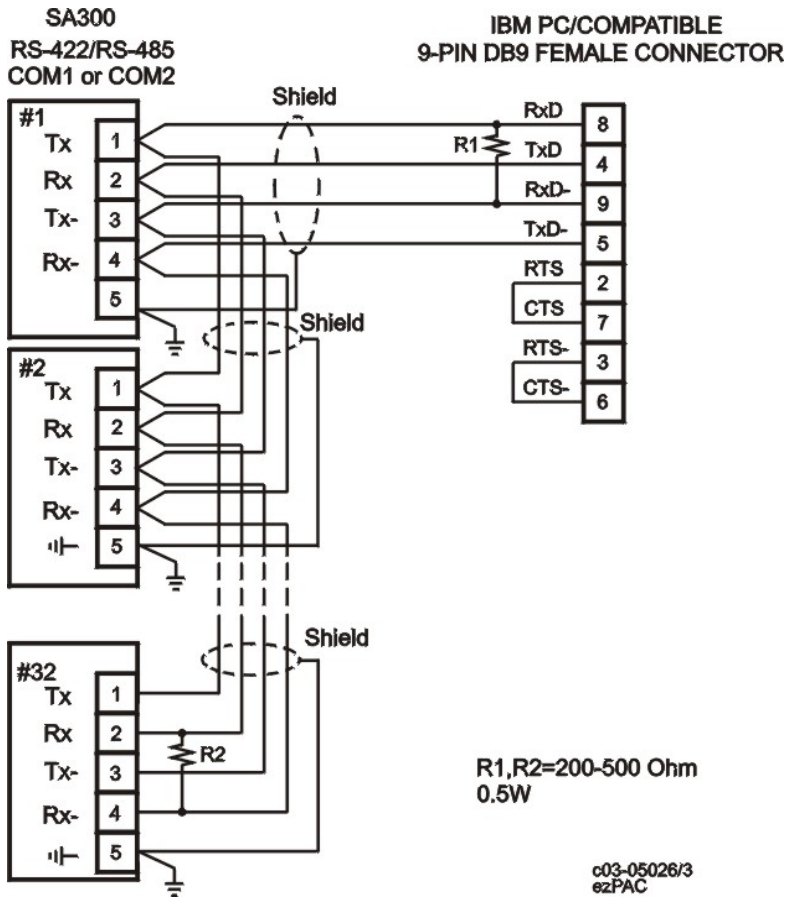 SA300
RS-422/RS-485
COM1 or COM2
IBM PC/COMPATIBLE
9-PIN DB9 FEMALE CONNECTOR
Shield
#1
Tx 1
Rx 2
Tx- 3
Rx- 4
5
RxD 8
R1
TxD 4
RxD- 9
TxD- 5
RTS 2
CTS 7
RTS- 3
CTS- 6
Shield
#2
Tx 1
Rx 2
Tx- 3
Rx- 4
5
Shield
#32
Tx 1
Rx 2
R2
Tx- 3
Rx- 4
5
R1,R2=200-500 Ohm
0.5W
c03-05026/3
ezPAC